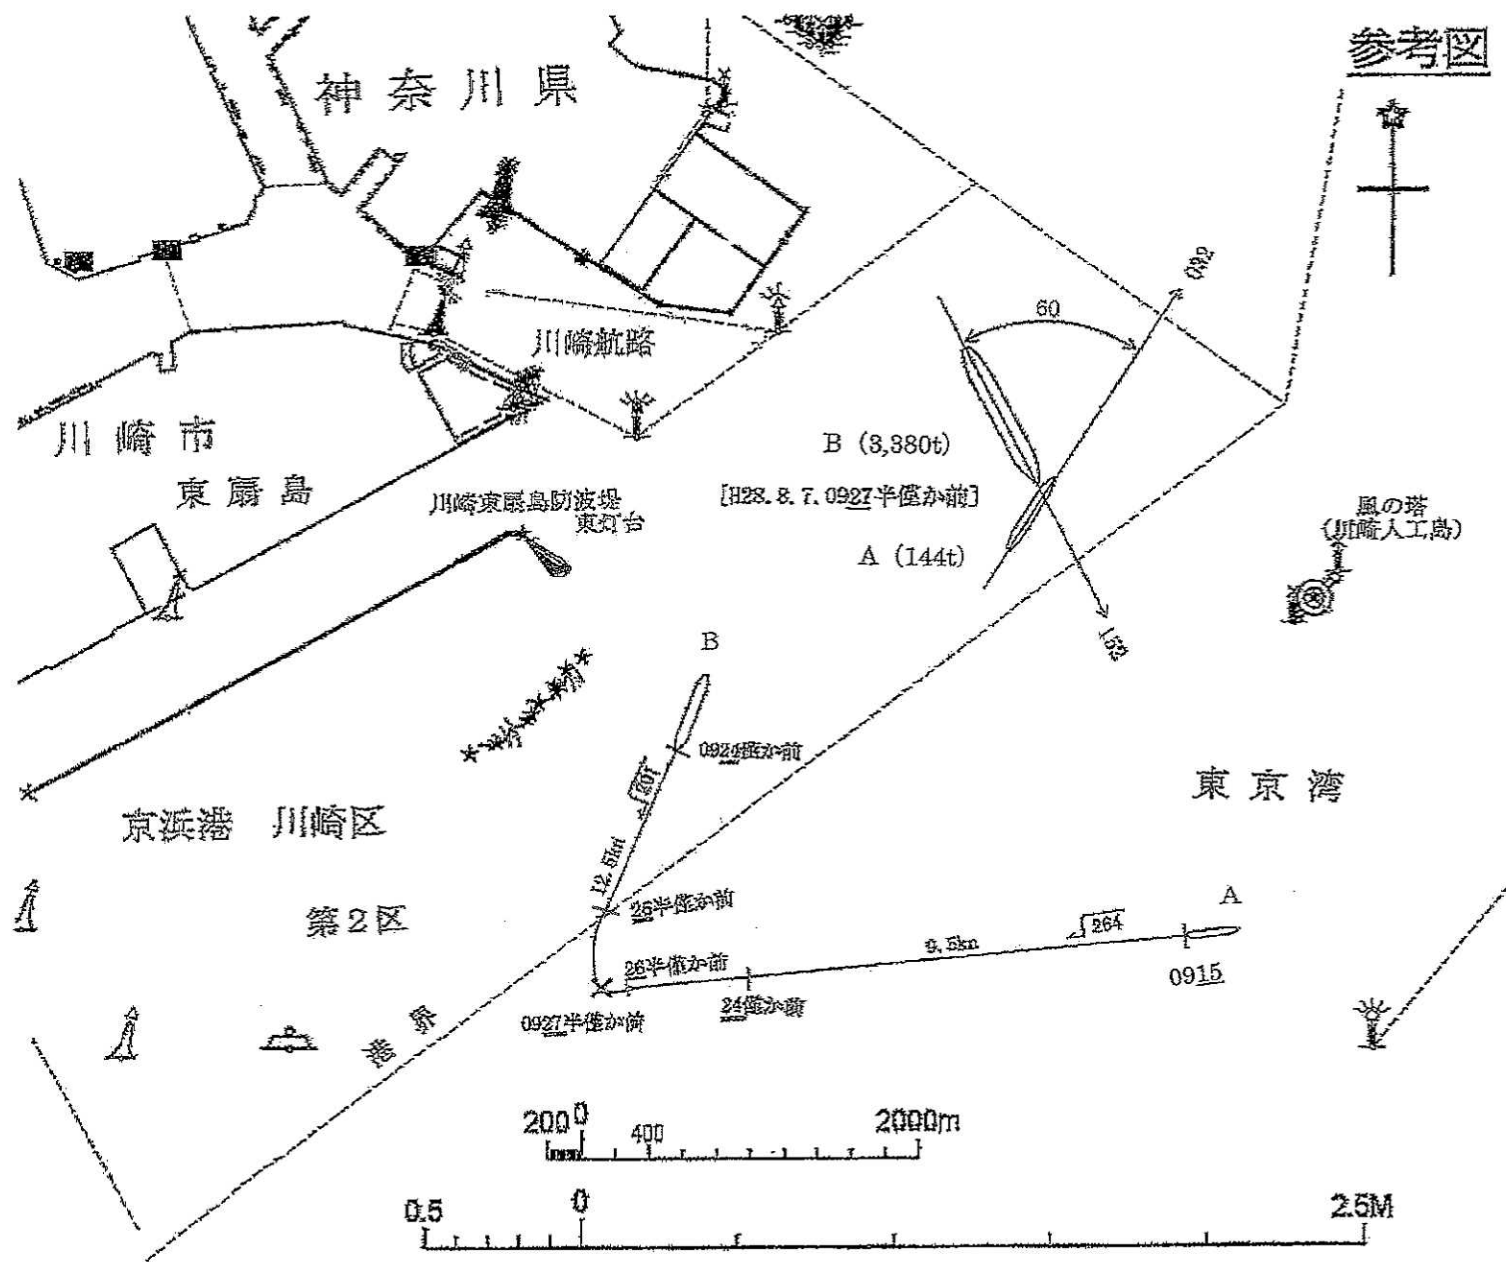 参考図
神奈川県
032
60
川崎航路
川崎市
東扇島
B (3,380t)
[H28.8.7.0927半僅か前]
A (144t)
川崎東扇島防波堤
東灯台
風の塔
(川崎人工島)
B
0924僅か前
東京湾
京浜港 川崎区
12.5kn
A
25半僅か前
第2区
264
9.5kn
26半僅か前
0915
24僅か前
0927半僅か前
港界
200 0
400
2000m
0.5
0
2.5M